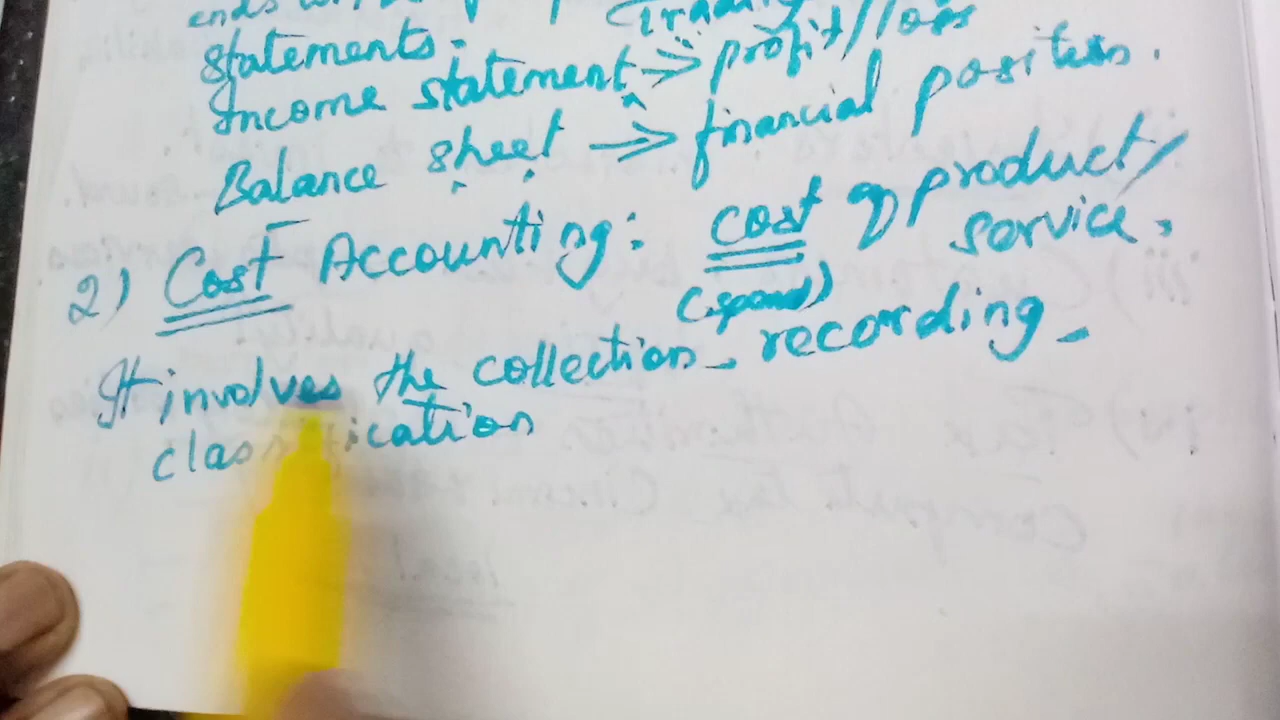 ends
statements.
Income statement => profit/loss
Balance sheet => financial position.
2) Cost Accounting: cost of product/
service.
(spend)
It involves the collection, recording,
classification